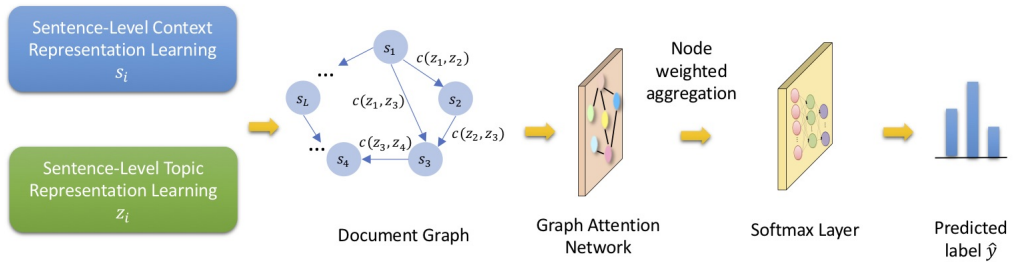 Sentence-Level Context
Representation Learning
s_i
Sentence-Level Topic
Representation Learning
z_i
s_1
c(z_1, z_2)
...
s_L
c(z_1, z_3)
s_2
c(z_2, z_3)
...
c(z_3, z_4)
s_4
s_3
Document Graph
Graph Attention
Network
Node
weighted
aggregation
Softmax Layer
Predicted
label ŷ